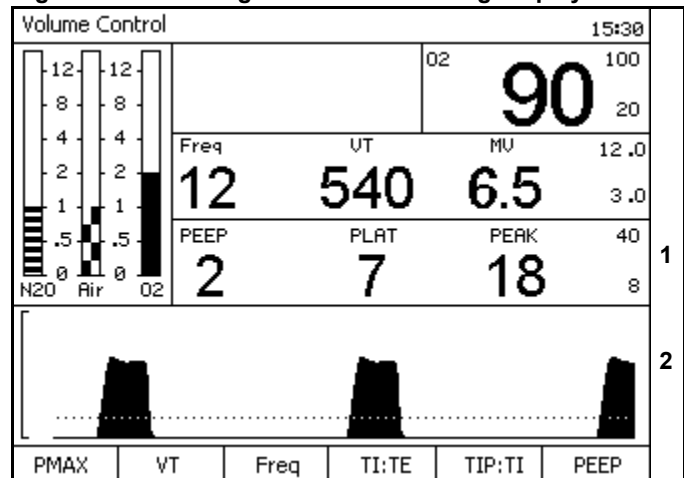 Volume Control 15:30
12 12
8 8
4 4
2 2
1 1
.5 .5
0 0
N2O Air O2
O2 90 100
20
Freq VT MV 12.0
12 540 6.5 3.0
PEEP PLAT PEAK 40
2 7 18 8
1
2
PMAX VT Freq TI:TE TIP:TI PEEP